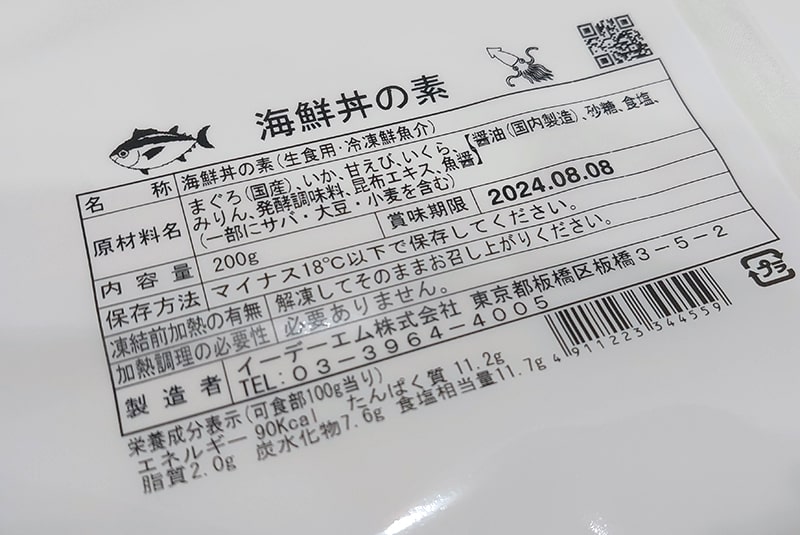 海鮮丼の素
名称 海鮮丼の素(生食用・冷凍鮮魚介)
原材料名 まぐろ(国産)、いか、甘えび、いくら、【醤油(国内製造)、砂糖、食塩、
みりん、発酵調味料、昆布エキス、魚醤】
(一部にサバ・大豆・小麦を含む)
内容量 200g 賞味期限 2024.08.08
保存方法 マイナス18℃以下で保存してください。
凍結前加熱の有無 解凍してそのままお召し上がりください。
加熱調理の必要性 必要ありません。
製造者 イーデーエム株式会社 東京都板橋区板橋3-5-2
TEL:03-3964-4005
栄養成分表示(可食部100g当り)
エネルギー 90Kcal たんぱく質 11.2g
脂質2.0g 炭水化物7.6g 食塩相当量11.7g
4911223344559
プラ